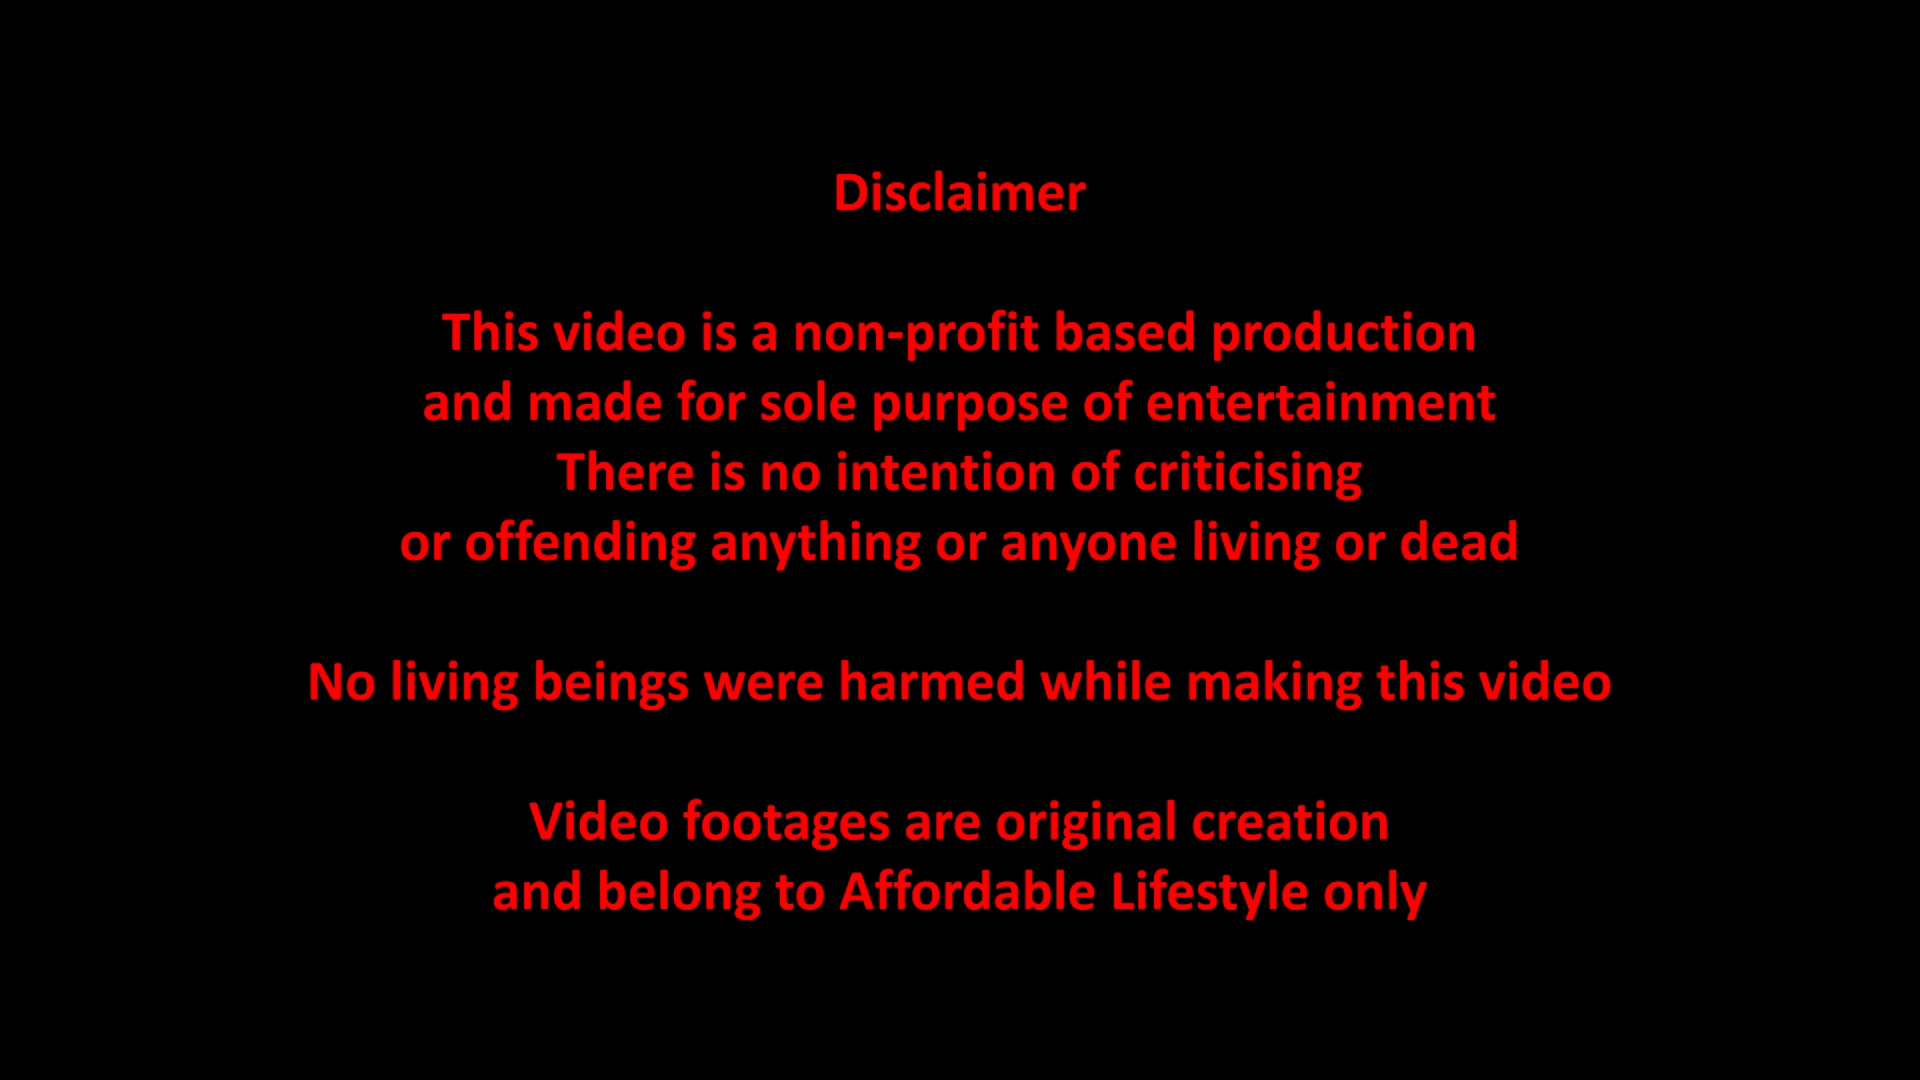 Disclaimer
This video is a non-profit based production
and made for sole purpose of entertainment
There is no intention of criticising
or offending anything or anyone living or dead
No living beings were harmed while making this video
Video footages are original creation
and belong to Affordable Lifestyle only